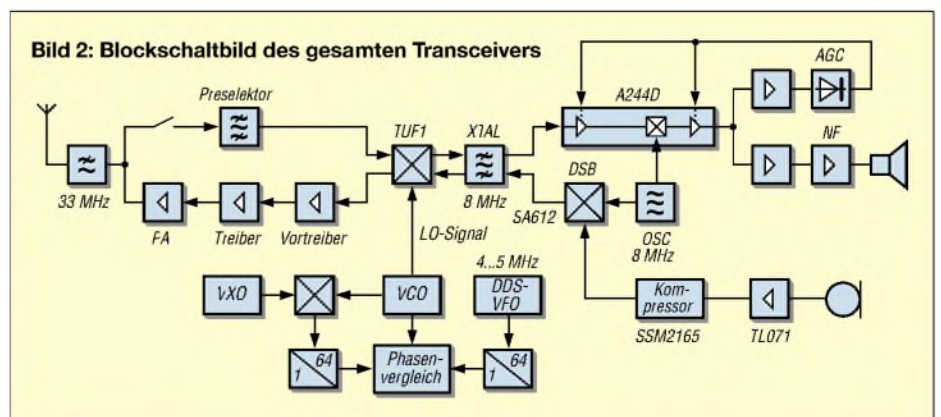 Bild 2: Blockschaltbild des gesamten Transceivers
AGC
Preselektor
A244D
TUF1
XTAL
NF
DSB
33 MHz
8 MHz
SA612
FA
Treiber
Vortreiber
LO-Signal
OSC
8 MHz
4...5 MHz
VXO
VCO
DDS-
VFO
Kom-
pressor
SSM2165
TL071
64
1
Phasen-
vergleich
64
1